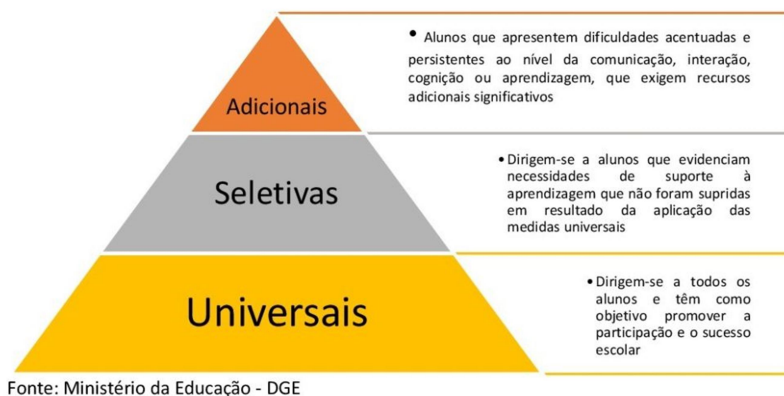 Adicionais
• Alunos que apresentem dificuldades acentuadas e
persistentes ao nível da comunicação, interação,
cognição ou aprendizagem, que exigem recursos
adicionais significativos
Seletivas
• Dirigem-se a alunos que evidenciam
necessidades de suporte à
aprendizagem que não foram supridas
em resultado da aplicação das
medidas universais
Universais
• Dirigem-se a todos os
alunos e têm como
objetivo promover a
participação e o sucesso
escolar
Fonte: Ministério da Educação - DGE